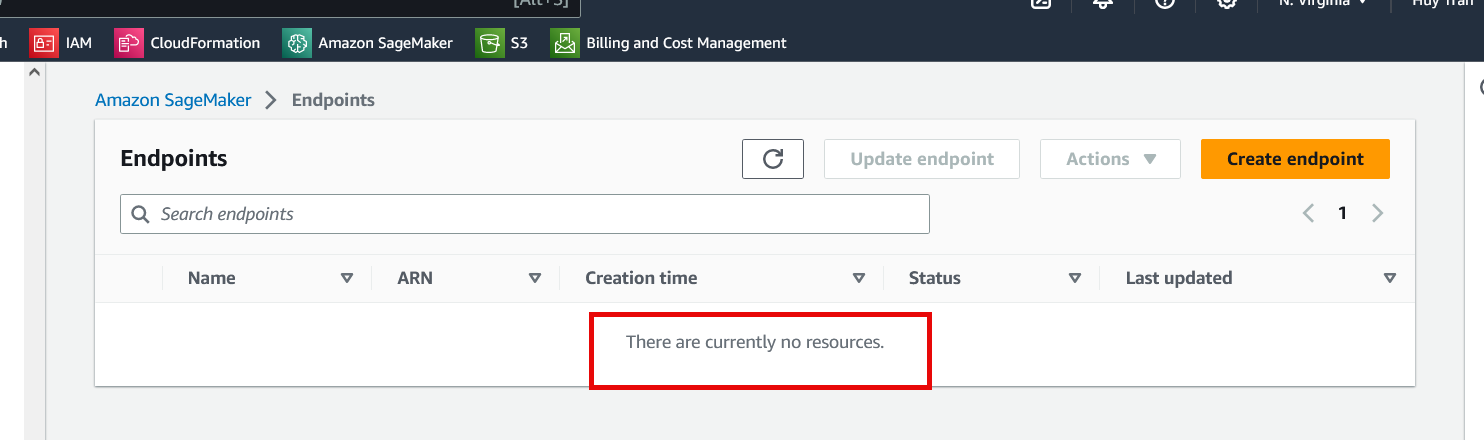 [Alt+S]
N. Virginia
Huy Tran
IAM
CloudFormation
Amazon SageMaker
S3
Billing and Cost Management
Amazon SageMaker > Endpoints
Endpoints
Update endpoint
Actions
Create endpoint
Search endpoints
1
Name
ARN
Creation time
Status
Last updated
There are currently no resources.